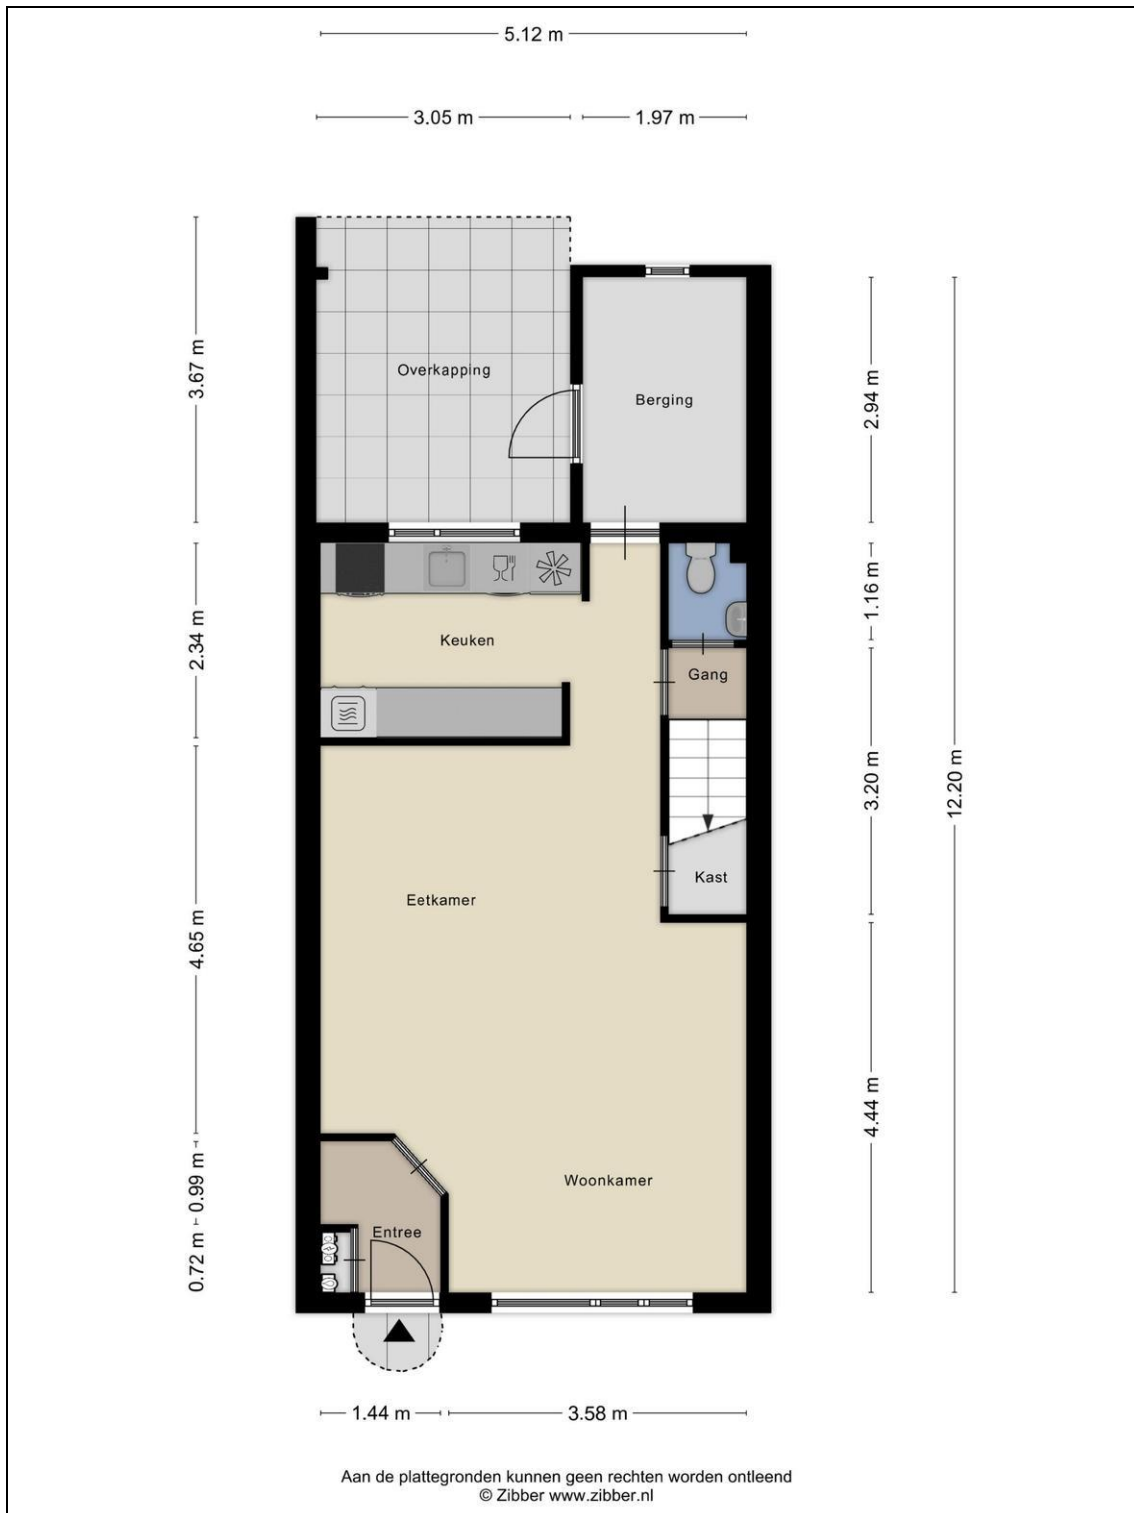 5.12 m
3.05 m
1.97 m
3.67 m
Overkapping
Berging
2.94 m
2.34 m
Keuken
1.16 m
Gang
3.20 m
12.20 m
Kast
Eetkamer
4.65 m
4.44 m
0.99 m
Woonkamer
Entree
0.72 m
1.44 m
3.58 m
Aan de plattegronden kunnen geen rechten worden ontleend
© Zibber www.zibber.nl